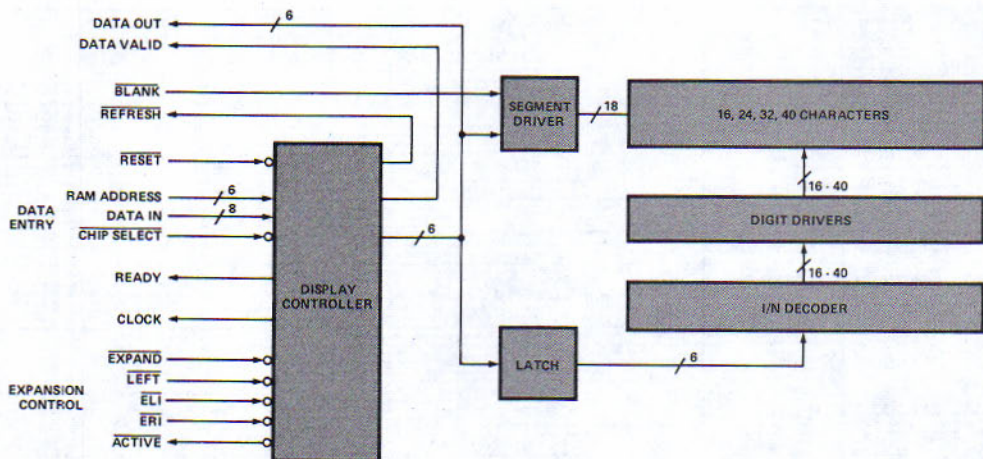 DATA OUT
6
DATA VALID
BLANK
REFRESH
RESET
RAM ADDRESS
6
DATA ENTRY
DATA IN
8
CHIP SELECT
READY
CLOCK
EXPAND
LEFT
EXPANSION CONTROL
ELI
ERI
ACTIVE
DISPLAY
CONTROLLER
6
SEGMENT
DRIVER
18
16, 24, 32, 40 CHARACTERS
16 - 40
DIGIT DRIVERS
16 - 40
I/N DECODER
LATCH
6